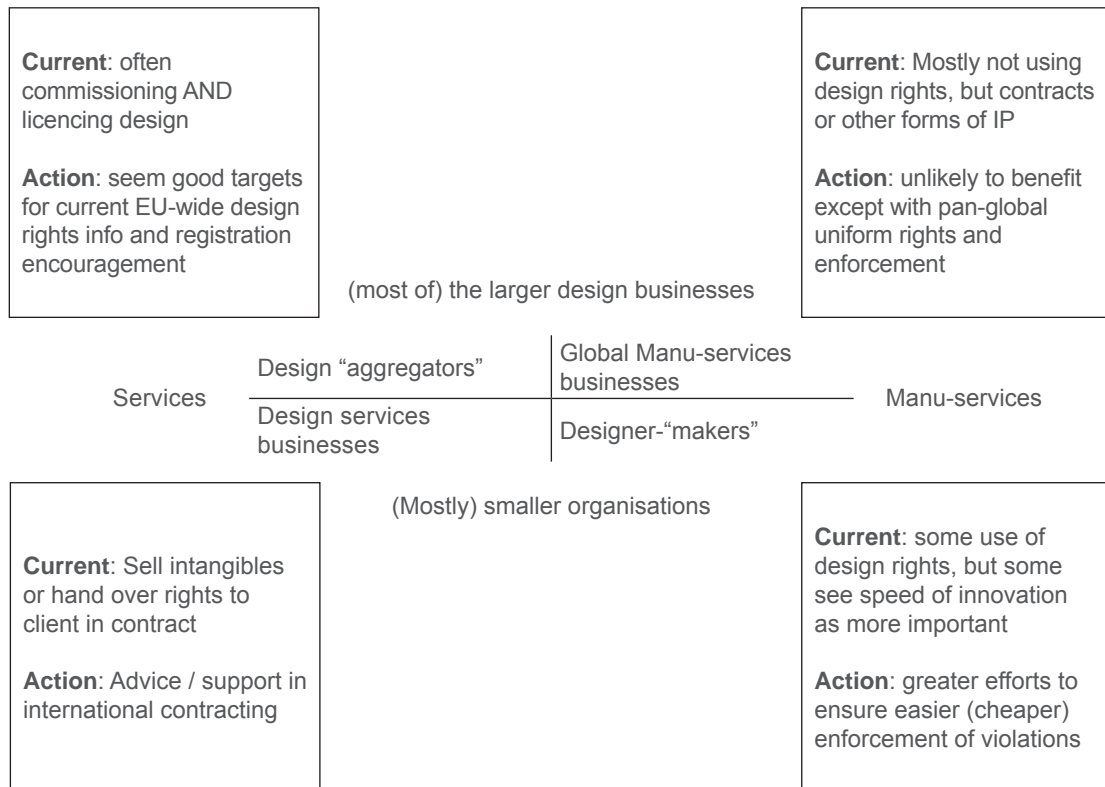 Current: often
commissioning AND
licencing design
Action: seem good targets
for current EU-wide design
rights info and registration
encouragement
Current: Mostly not using
design rights, but contracts
or other forms of IP
Action: unlikely to benefit
except with pan-global
uniform rights and
enforcement
(most of) the larger design businesses
Services
Design “aggregators”
Global Manu-services
businesses
Manu-services
Design services
businesses
Designer-“makers”
(Mostly) smaller organisations
Current: Sell intangibles
or hand over rights to
client in contract
Action: Advice / support in
international contracting
Current: some use of
design rights, but some
see speed of innovation
as more important
Action: greater efforts to
ensure easier (cheaper)
enforcement of violations